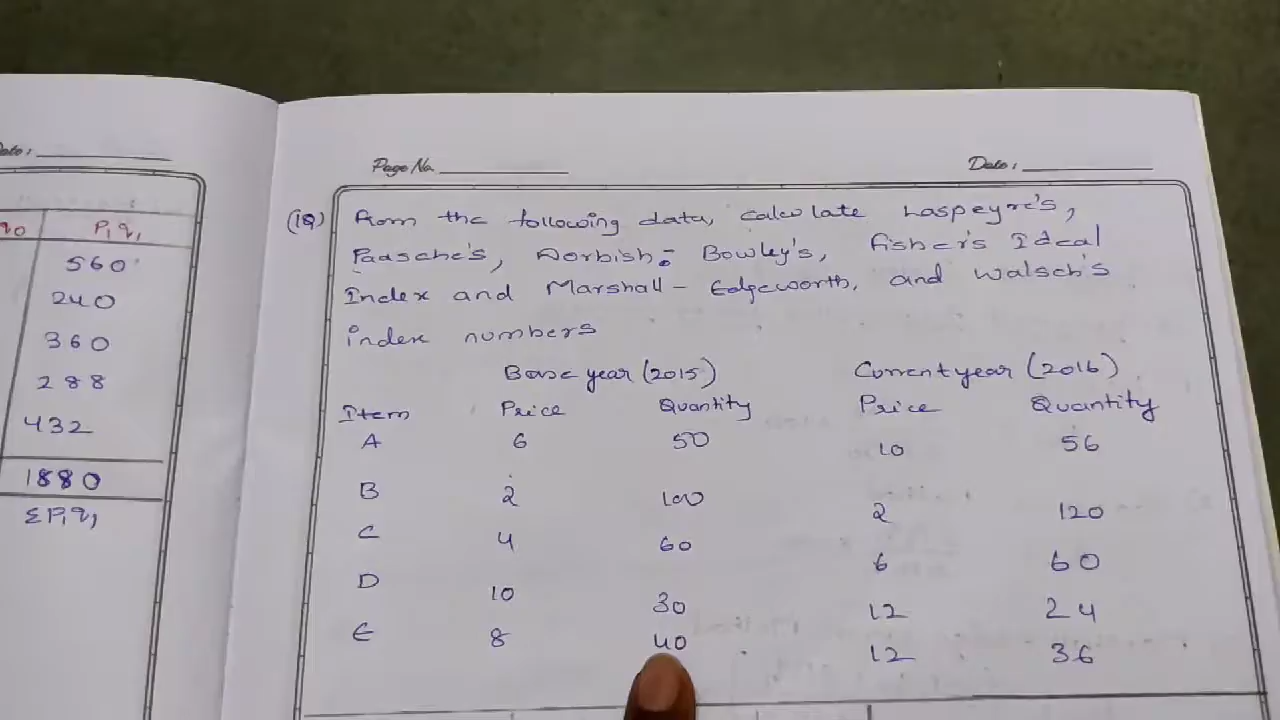 Date:
q0 P1q1
560
240
360
288
432
1880
ΣP1q1
Page No. Date:
(19) From the following data, calculate Laspeyre's,
Paasche's, Dorbish: Bowley's, Fisher's Ideal
Index and Marshall - Edgeworth, and Walsch's
index numbers
Base year (2015) Current year (2016)
Item Price Quantity Price Quantity
A 6 50 10 56
B 2 100 2 120
C 4 60 6 60
D 10 30 12 24
E 8 40 12 36